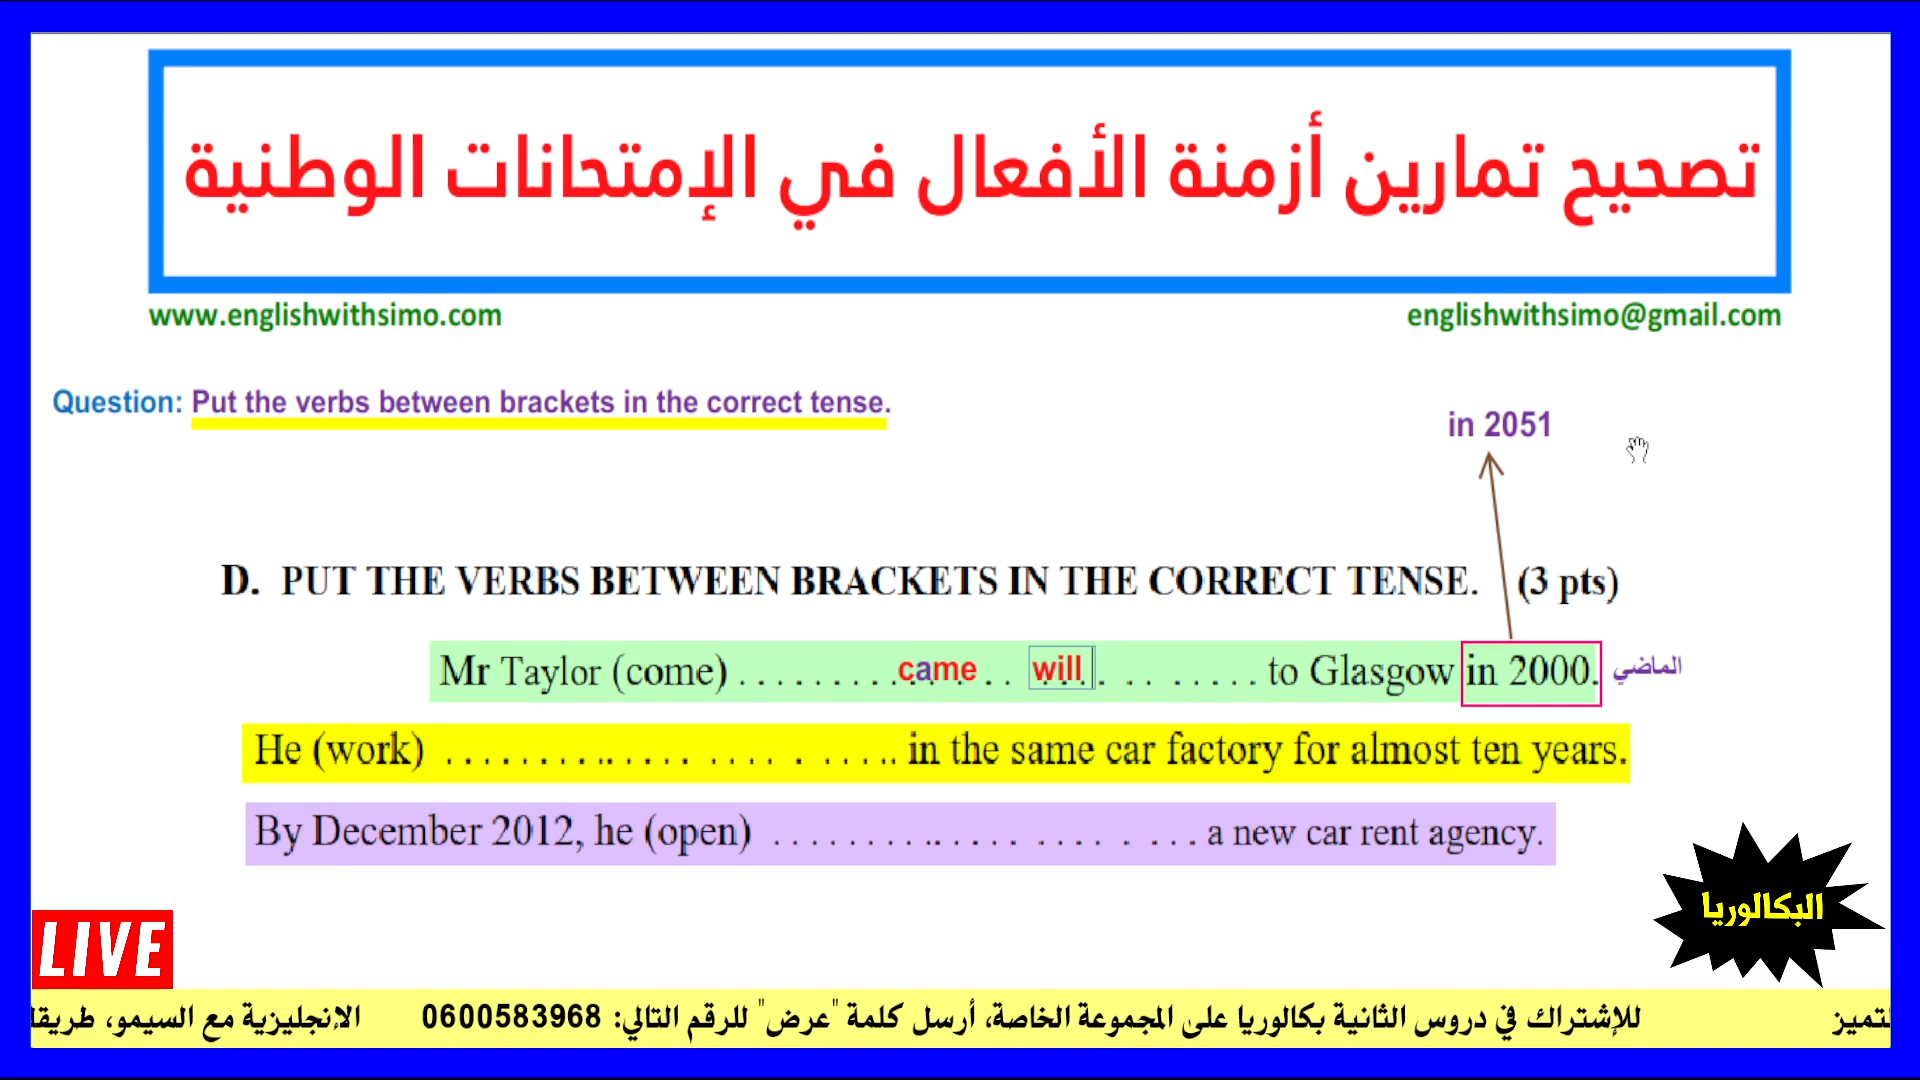 تصحيح تمارين أزمنة الأفعال في الإمتحانات الوطنية
www.englishwithsimo.com
englishwithsimo@gmail.com
Question: Put the verbs between brackets in the correct tense.
in 2051
D. PUT THE VERBS BETWEEN BRACKETS IN THE CORRECT TENSE. (3 pts)
Mr Taylor (come) ......... came .. will . . . ..... to Glasgow in 2000. الماضي
He (work) ......... ...... .... . ..... in the same car factory for almost ten years.
By December 2012, he (open) ......... ...... .... . ... a new car rent agency.
البكالوريا
LIVE
للإشتراك في دروس الثانية بكالوريا على المجموعة الخاصة، أرسل كلمة "عرض" للرقم التالي: 0600583968 الانجليزية مع السيمو،